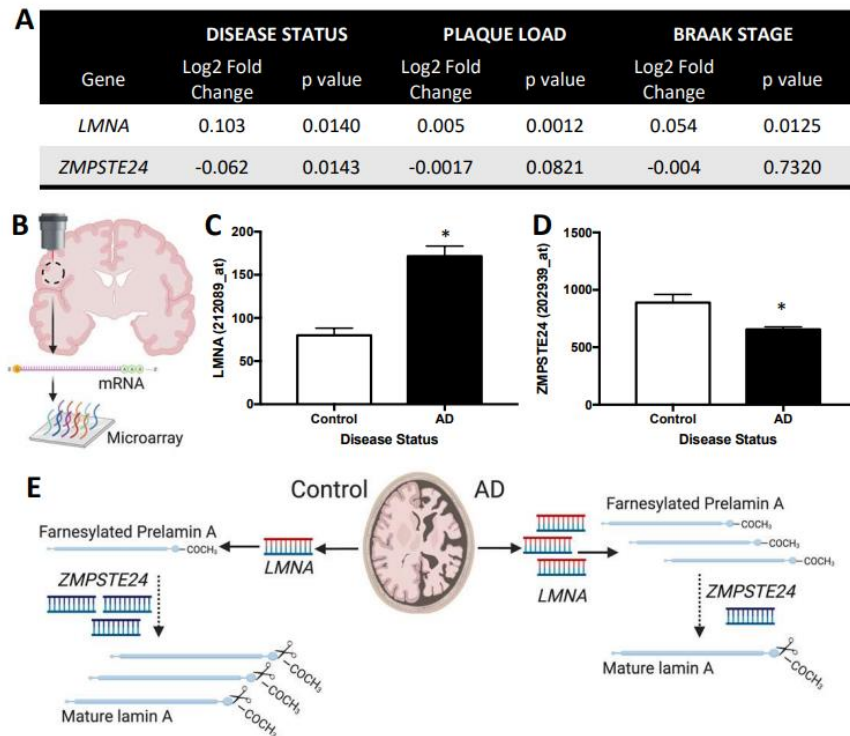 A
DISEASE STATUS PLAQUE LOAD BRAAK STAGE
Gene Log2 Fold Change p value Log2 Fold Change p value Log2 Fold Change p value
LMNA 0.103 0.0140 0.005 0.0012 0.054 0.0125
ZMPSTE24 -0.062 0.0143 -0.0017 0.0821 -0.004 0.7320
B
mRNA
Microarray
C
LMNA (212089_at)
200
150
100
50
0
*
Control AD
Disease Status
D
ZMPSTE24 (202939_at)
1500
1000
500
0
*
Control AD
Disease Status
E
Control AD
Farnesylated Prelamin A
COCH₃
LMNA
ZMPSTE24
COCH₃
COCH₃
COCH₃
Mature lamin A
LMNA
Farnesylated Prelamin A
COCH₃
COCH₃
COCH₃
ZMPSTE24
Mature lamin A
COCH₃